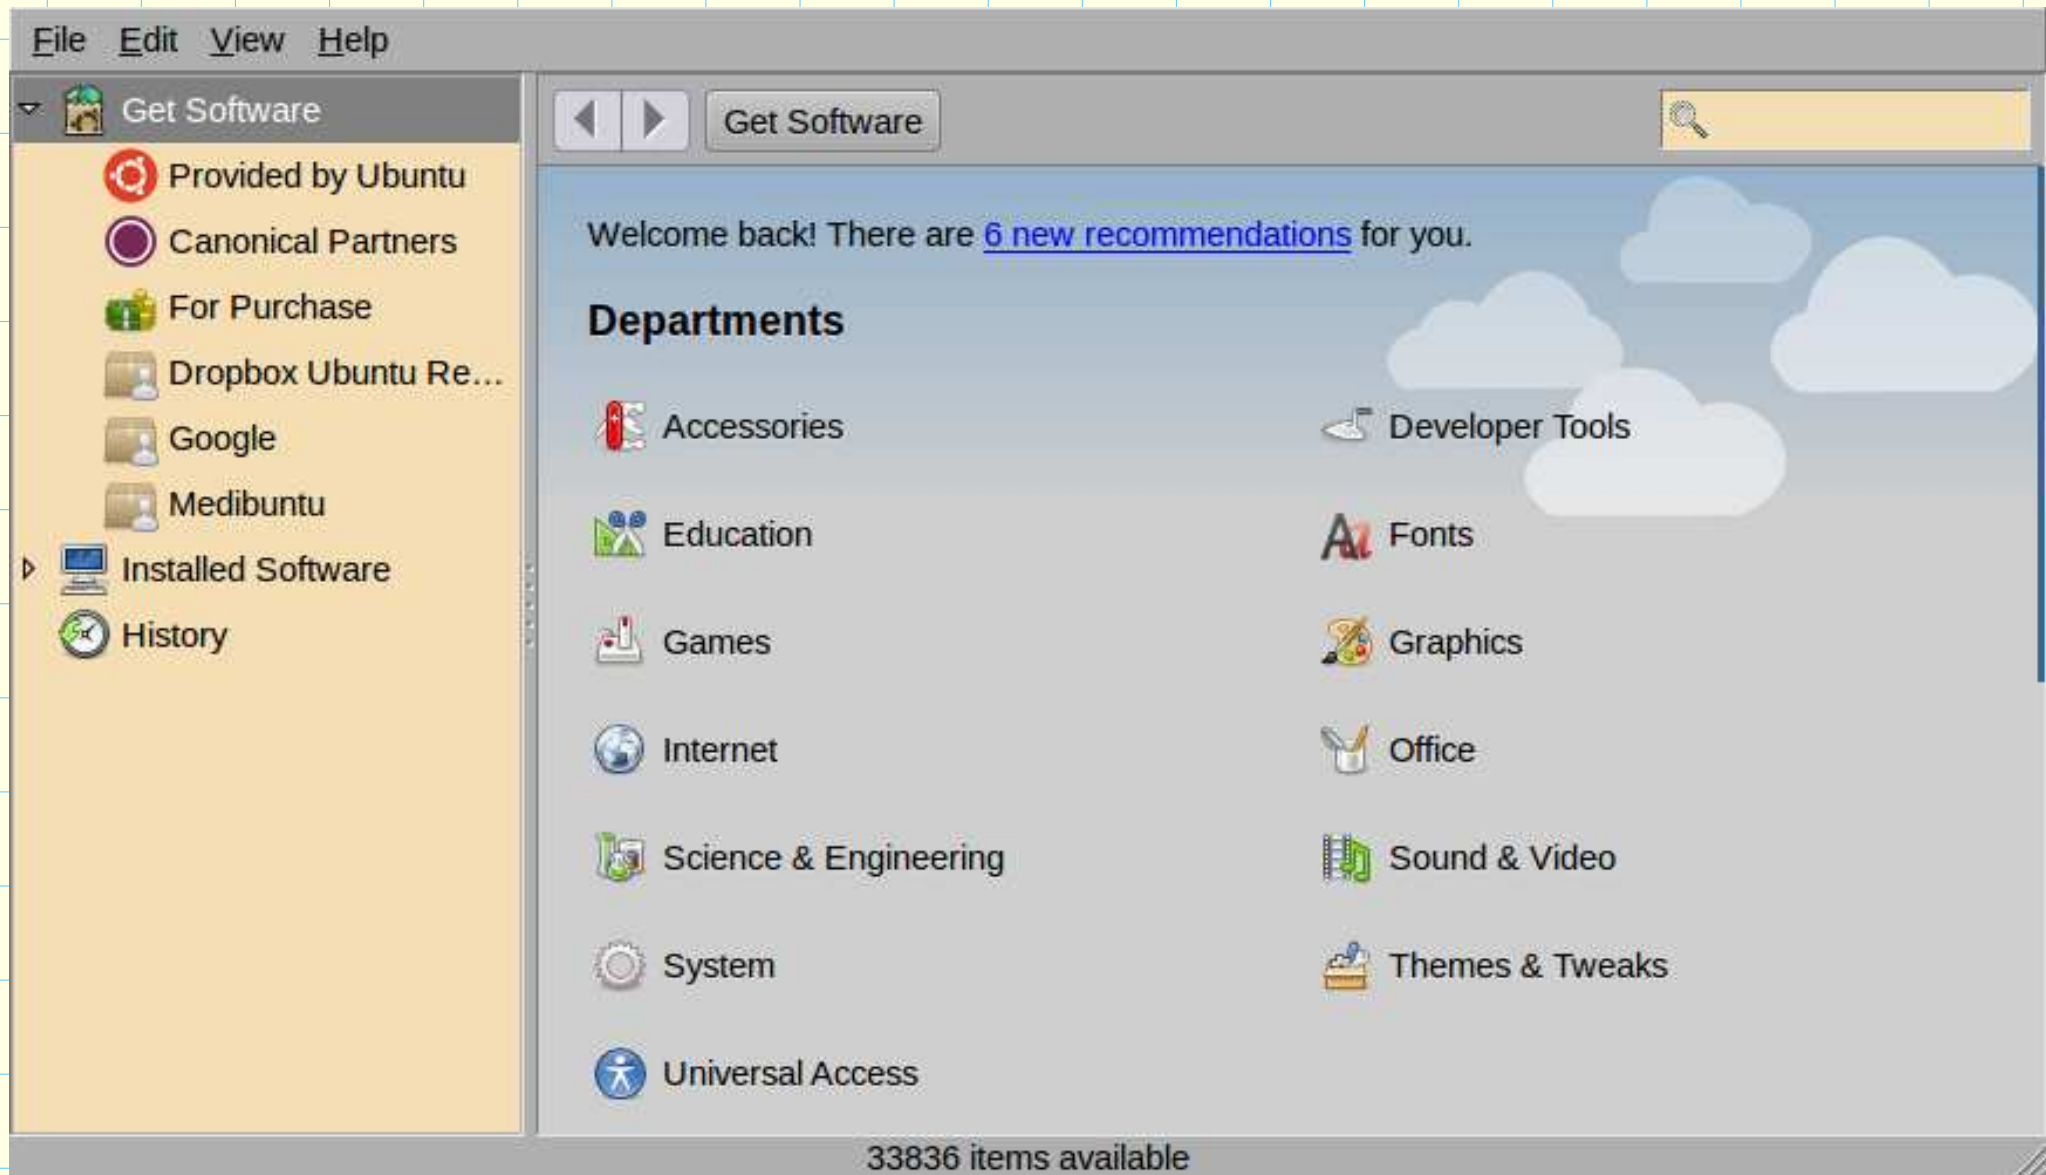 File Edit View Help
Get Software
Provided by Ubuntu
Canonical Partners
For Purchase
Dropbox Ubuntu Re...
Google
Medibuntu
Installed Software
History
Get Software
Welcome back! There are 6 new recommendations for you.
Departments
Accessories
Developer Tools
Education
Fonts
Games
Graphics
Internet
Office
Science & Engineering
Sound & Video
System
Themes & Tweaks
Universal Access
33836 items available